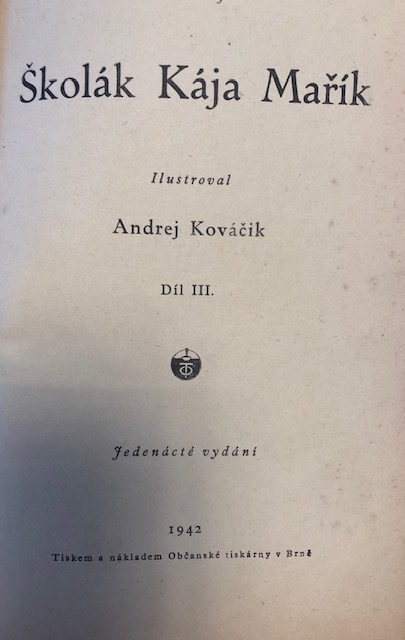 Školák Kája Mařík
Ilustroval
Andrej Kováčik
Díl III.
Jedenácté vydání
1942
Tiskem a nákladem Občanské tiskárny v Brně